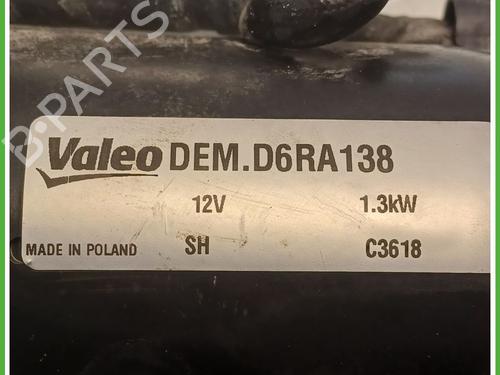 B-PARTS
Valeo DEM.D6RA138
12V 1.3kW
MADE IN POLAND SH C3618